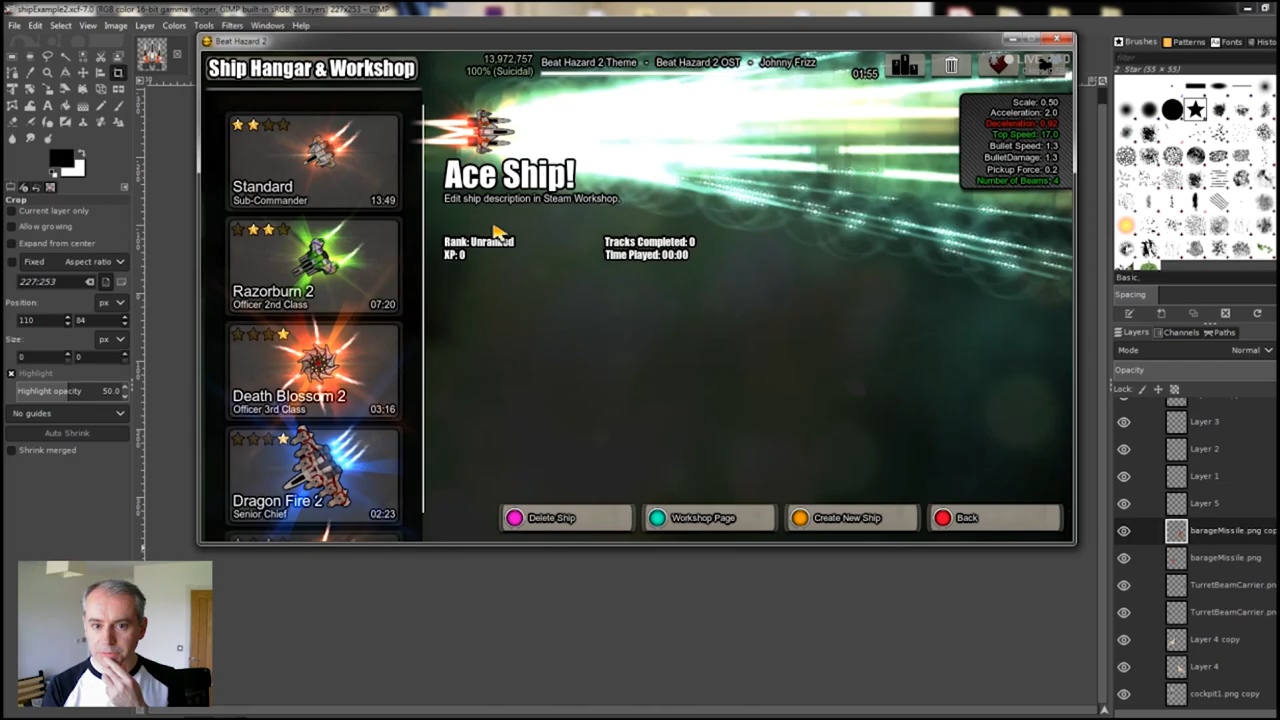 shipExample2.xcf-7.0 (RGB color 16-bit gamma integer, GIMP built-in sRGB, 20 layers) 227x253 – GIMP
File Edit Select View Image Layer Colors Tools Filters Windows Help
Beat Hazard 2
Ship Hangar & Workshop
13,972,757
100% (Suicidal)
Beat Hazard 2 Theme - Beat Hazard 2 OST - Johnny Frizz
01:55
Standard
Sub-Commander 13:49
Razorburn 2
Officer 2nd Class 07:20
Death Blossom 2
Officer 3rd Class 03:16
Dragon Fire 2
Senior Chief 02:23
Ace Ship!
Edit ship description in Steam Workshop.
Rank: Unranked
XP: 0
Tracks Completed: 0
Time Played: 00:00
Scale: 0.50
Acceleration: 2.0
Deceleration: 0.92
Top Speed: 17.0
Bullet Speed: 1.3
BulletDamage: 1.3
Pickup Force: 0.2
Number of Beams: 4
Delete Ship
Workshop Page
Create New Ship
Back
Crop
Current layer only
Allow growing
Expand from center
Fixed Aspect ratio
227:253
Position: px
110 84
Size: px
0 0
Highlight
Highlight opacity 50.0
No guides
Auto Shrink
Shrink merged
Brushes Patterns Fonts Histo
2. Star (55 × 55)
Basic,
Spacing
Layers Channels Paths
Mode Normal
Opacity
Lock:
Layer 3
Layer 2
Layer 1
Layer 5
barageMissile.png cop
barageMissile.png
TurretBeamCarrier.pn
TurretBeamCarrier.pn
Layer 4 copy
Layer 4
cockpit1.png copy